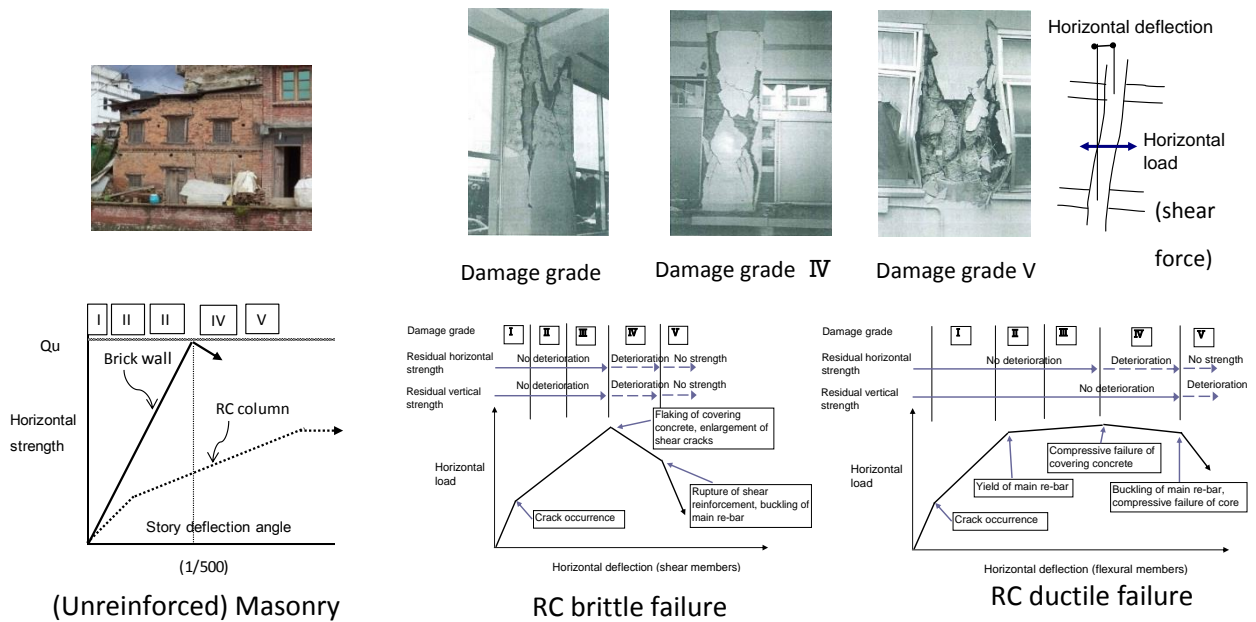 Horizontal deflection
Horizontal
load
(shear
force)
Damage grade
Damage grade Ⅳ
Damage grade V
I
II
II
IV
V
Qu
Brick wall
RC column
Horizontal
strength
Story deflection angle
(1/500)
(Unreinforced) Masonry
Damage grade
Ⅰ
Ⅱ
Ⅲ
Ⅳ
Ⅴ
Residual horizontal
strength
No deterioration
Deterioration
No strength
Residual vertical
strength
No deterioration
Deterioration
No strength
Flaking of covering
concrete, enlargement of
shear cracks
Horizontal
load
Rupture of shear
reinforcement, buckling of
main re-bar
Crack occurrence
Horizontal deflection (shear members)
RC brittle failure
Damage grade
Ⅰ
Ⅱ
Ⅲ
Ⅳ
Ⅴ
Residual horizontal
strength
No deterioration
Deterioration
No strength
Residual vertical
strength
No deterioration
Deterioration
Compressive failure of
covering concrete
Horizontal
load
Yield of main re-bar
Buckling of main re-bar,
compressive failure of core
Crack occurrence
Horizontal deflection (flexural members)
RC ductile failure